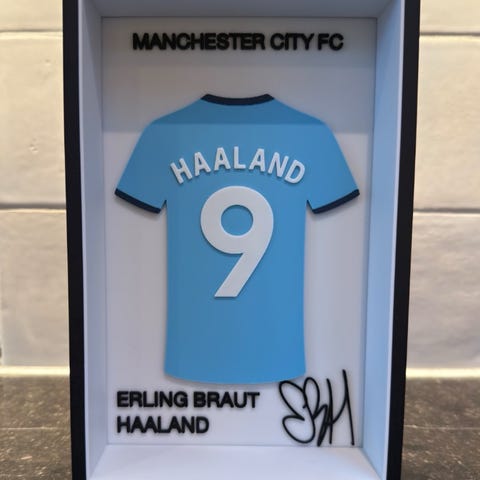 MANCHESTER CITY FC
HAALAND
9
ERLING BRAUT
HAALAND